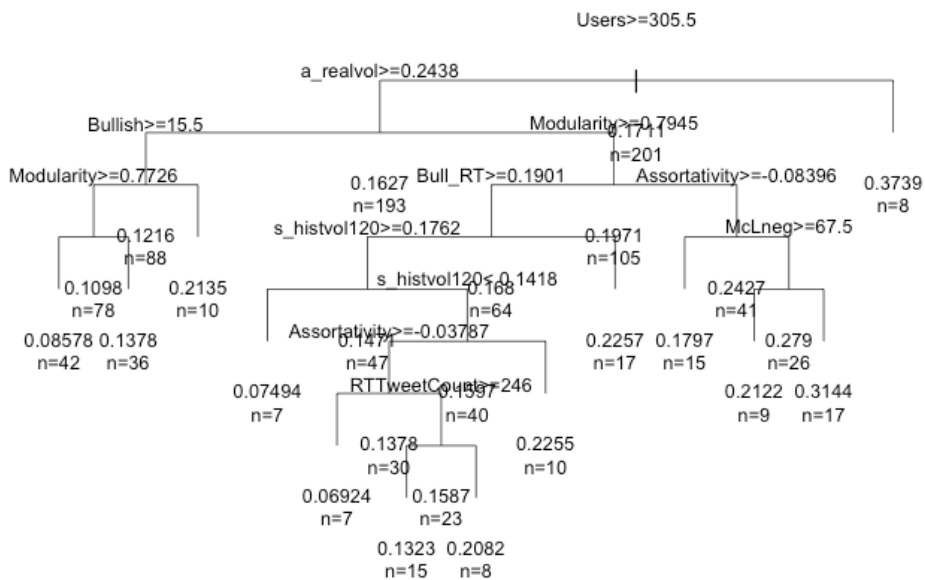 Users>=305.5
a_realvol>=0.2438
Bullish>=15.5
Modularity>=0.7945
0.1711
n=201
Modularity>=0.7726
0.1627
n=193
Bull_RT>=0.1901
Assortativity>=-0.08396
0.3739
n=8
0.1216
n=88
s_histvol120>=0.1762
0.1971
n=105
McLneg>=67.5
0.1098
n=78
0.2135
n=10
s_histvol120< 0.1418
0.168
n=64
0.2427
n=41
0.08578
n=42
0.1378
n=36
Assortativity>=-0.03787
0.1471
n=47
0.2257
n=17
0.1797
n=15
0.279
n=26
0.07494
n=7
RTTweetCount>=246
0.1597
n=40
0.2122
n=9
0.3144
n=17
0.1378
n=30
0.2255
n=10
0.06924
n=7
0.1587
n=23
0.1323
n=15
0.2082
n=8